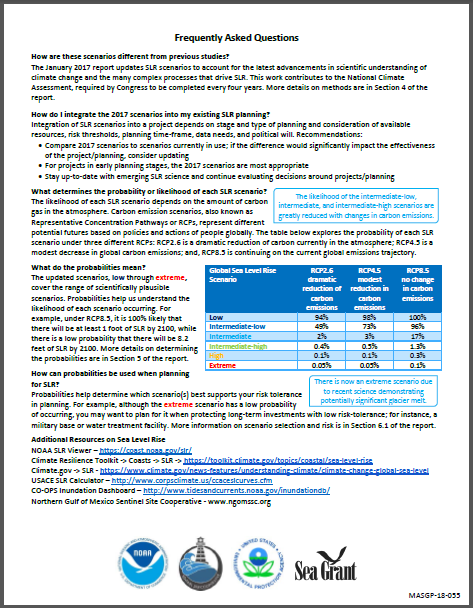 Frequently Asked Questions
How are these scenarios different from previous studies?
The January 2017 report updates SLR scenarios to account for the latest advancements in scientific understanding of
climate change and the many complex processes that drive SLR. This work contributes to the National Climate
Assessment, required by Congress to be completed every four years. More details on methods are in Section 4 of the
report.
How do I integrate the 2017 scenarios into my existing SLR planning?
Integration of SLR scenarios into a project depends on stage and type of planning and consideration of available
resources, risk thresholds, planning time-frame, data needs, and political will. Recommendations:
• Compare 2017 scenarios to scenarios currently in use; if the difference would significantly impact the effectiveness
of the project/planning, consider updating
• For projects in early planning stages, the 2017 scenarios are most appropriate
• Stay up-to-date with emerging SLR science and continue evaluating decisions around projects/planning
What determines the probability or likelihood of each SLR scenario?
The likelihood of each SLR scenario depends on the amount of carbon
gas in the atmosphere. Carbon emission scenarios, also known as
Representative Concentration Pathways or RCPs, represent different
potential futures based on policies and actions of people globally. The table below explores the probability of each SLR
scenario under three different RCPs: RCP2.6 is a dramatic reduction of carbon currently in the atmosphere; RCP4.5 is a
modest decrease in global carbon emissions; and, RCP8.5 is continuing on the current global emissions trajectory.
The likelihood of the intermediate-low,
intermediate, and intermediate-high scenarios are
greatly reduced with changes in carbon emissions.
What do the probabilities mean?
The updated scenarios, low through extreme,
cover the range of scientifically plausible
scenarios. Probabilities help us understand the
likelihood of each scenario occurring. For
example, under RCP8.5, it is 100% likely that
there will be at least 1 foot of SLR by 2100, while
there is a low probability that there will be 8.2
feet of SLR by 2100. More details on determining
the probabilities are in Section 5 of the report.
Global Sea Level Rise Scenario RCP2.6 dramatic reduction of carbon emissions RCP4.5 modest reduction in carbon emissions RCP8.5 no change in carbon emissions
Low 94% 98% 100%
Intermediate-low 49% 73% 96%
Intermediate 2% 3% 17%
Intermediate-high 0.4% 0.5% 1.3%
High 0.1% 0.1% 0.3%
Extreme 0.05% 0.05% 0.1%
How can probabilities be used when planning
for SLR?
Probabilities help determine which scenario(s) best supports your risk tolerance
in planning. For example, although the extreme scenario has a low probability
of occurring, you may want to plan for it when protecting long-term investments with low risk-tolerance; for instance, a
military base or water treatment facility. More information on scenario selection and risk is in Section 6.1 of the report.
There is now an extreme scenario due
to recent science demonstrating
potentially significant glacier melt.
Additional Resources on Sea Level Rise
NOAA SLR Viewer – https://coast.noaa.gov/slr/
Climate Resilience Toolkit -> Coasts -> SLR -> https://toolkit.climate.gov/topics/coastal/sea-level-rise
Climate.gov -> SLR - https://www.climate.gov/news-features/understanding-climate/climate-change-global-sea-level
USACE SLR Calculator – http://www.corpsclimate.us/ccaceslcurves.cfm
CO-OPS Inundation Dashboard – http://www.tidesandcurrents.noaa.gov/inundationdb/
Northern Gulf of Mexico Sentinel Site Cooperative - www.ngomssc.org
NOAA
UNITED STATES ENVIRONMENTAL PROTECTION AGENCY
Sea Grant
MASGP-18-055